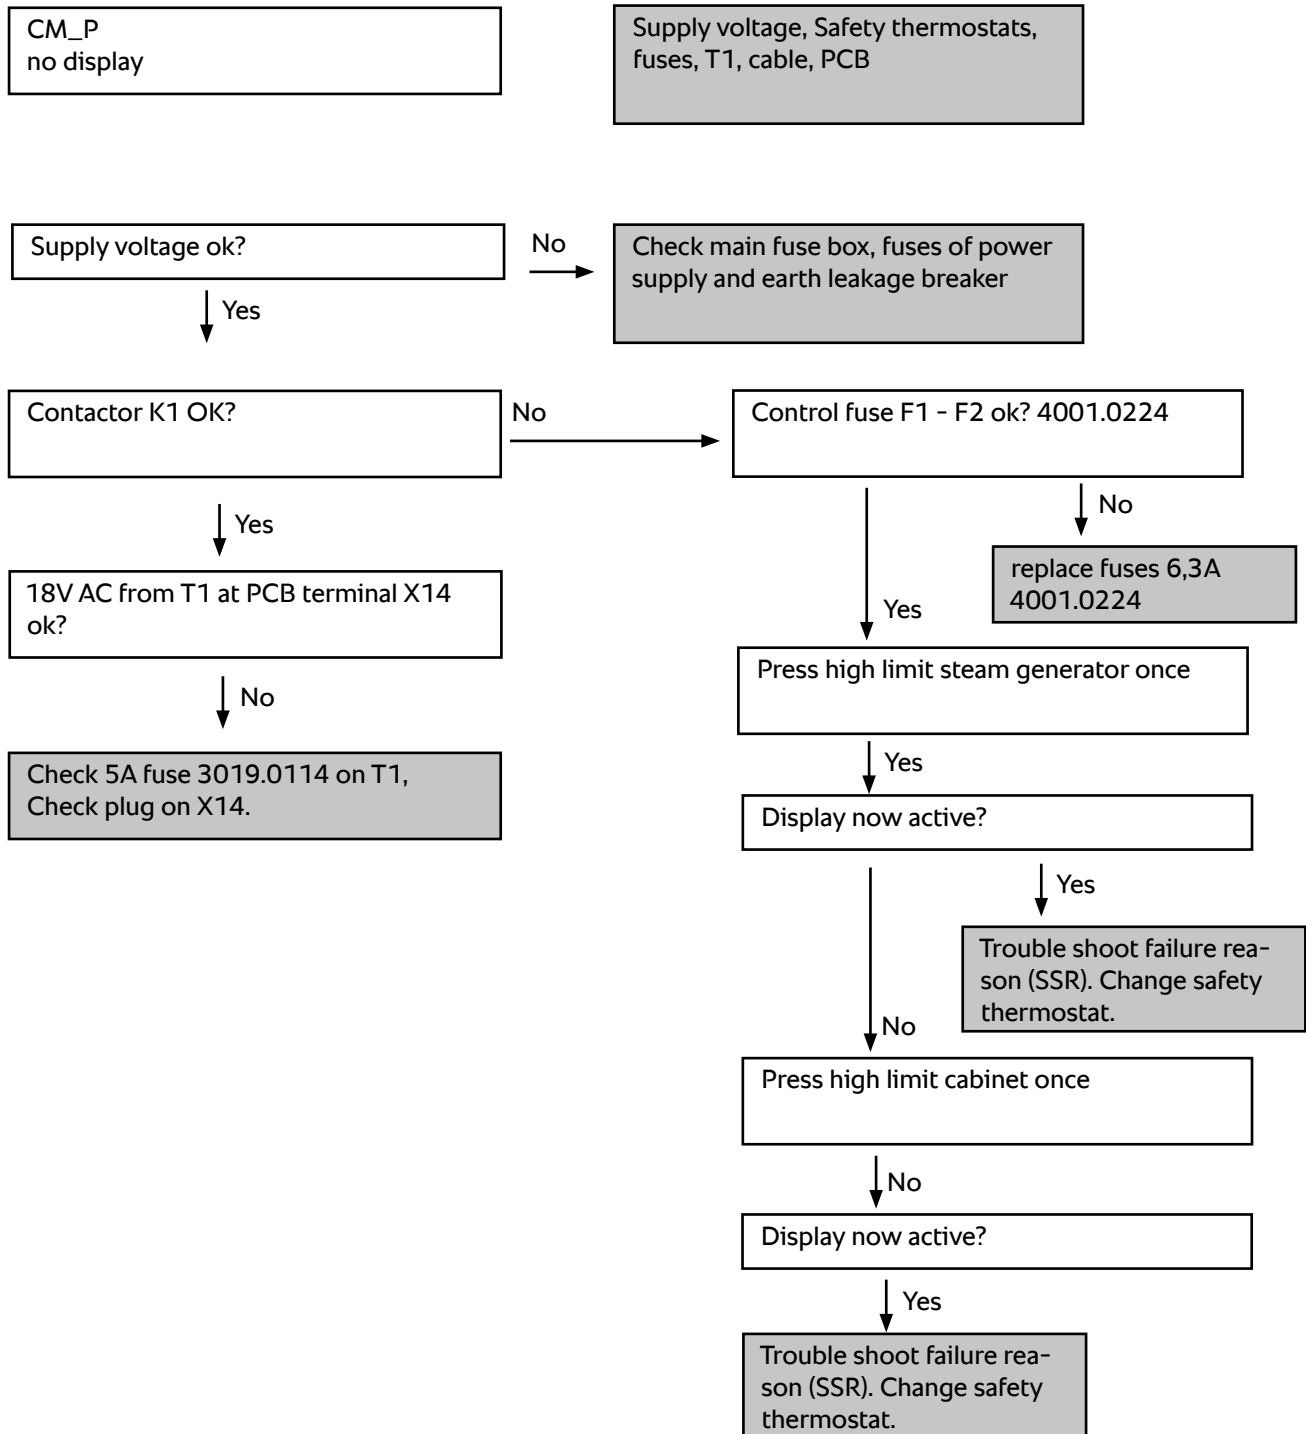 CM_P
no display
Supply voltage, Safety thermostats,
fuses, T1, cable, PCB
Supply voltage ok?
No
Check main fuse box, fuses of power
supply and earth leakage breaker
Yes
Contactor K1 OK?
No
Control fuse F1 - F2 ok? 4001.0224
Yes
No
18V AC from T1 at PCB terminal X14
ok?
replace fuses 6,3A
4001.0224
Yes
Press high limit steam generator once
No
Check 5A fuse 3019.0114 on T1,
Check plug on X14.
Yes
Display now active?
Yes
Trouble shoot failure rea-
son (SSR). Change safety
thermostat.
No
Press high limit cabinet once
No
Display now active?
Yes
Trouble shoot failure rea-
son (SSR). Change safety
thermostat.